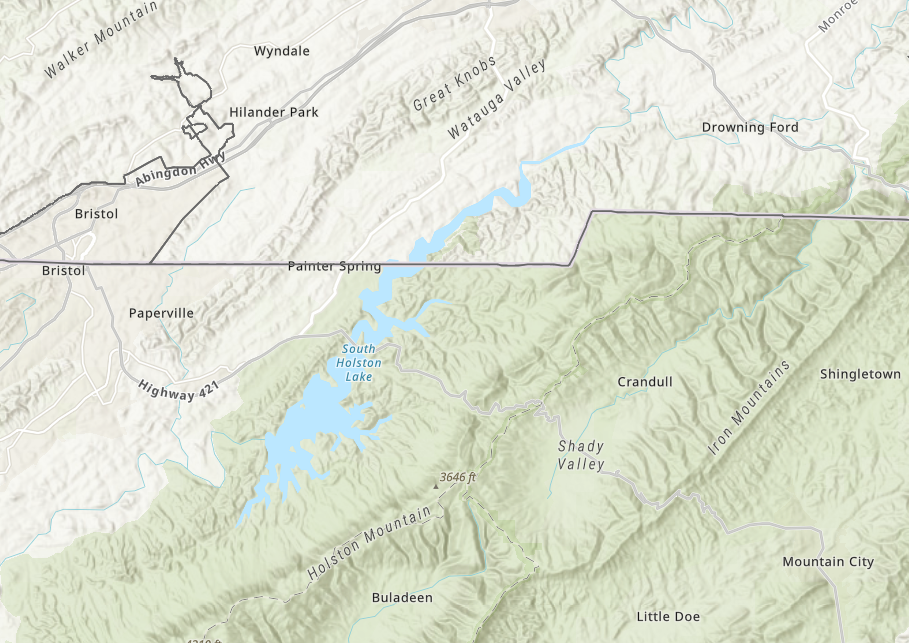 Walker Mountain
Wyndale
Monroe
Great Knobs
Watauga Valley
Hilander Park
Drowning Ford
Abingdon Hwy
Bristol
Bristol
Painter Spring
Paperville
South
Holston
Lake
Highway 421
Crandull
Shingletown
Iron Mountains
Shady
Valley
3646 ft
Holston Mountain
Mountain City
Buladeen
Little Doe